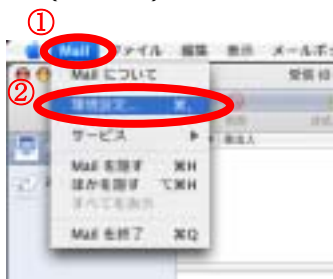 ①
Mail ファイル 編集 表示 メールボ
②
Mail について
環境設定... ⌘,
サービス ▶
Mail を隠す ⌘H
ほかを隠す ⌥⌘H
すべてを表示
Mail を終了 ⌘Q